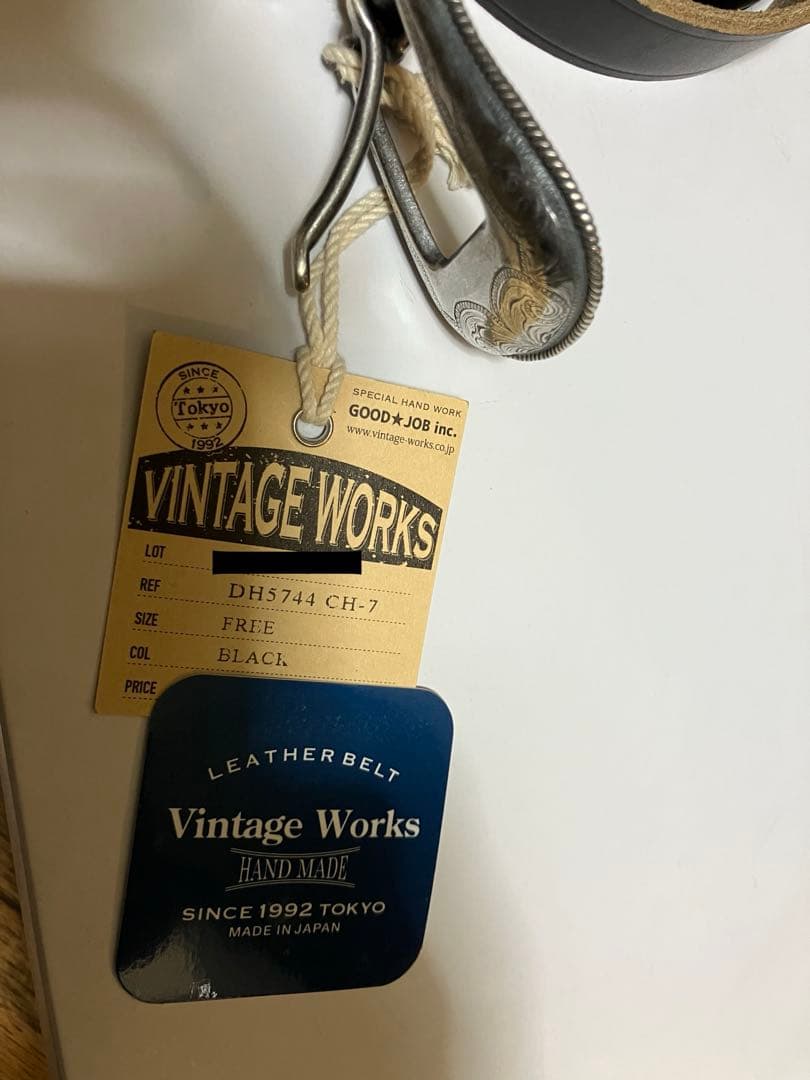 SINCE
Tokyo
1992
SPECIAL HAND WORK
GOOD★JOB inc.
www.vintage-works.co.jp
VINTAGE WORKS
LOT
REF DH5744 CH-7
SIZE FREE
COL BLACK
PRICE
LEATHER BELT
Vintage Works
HAND MADE
SINCE 1992 TOKYO
MADE IN JAPAN